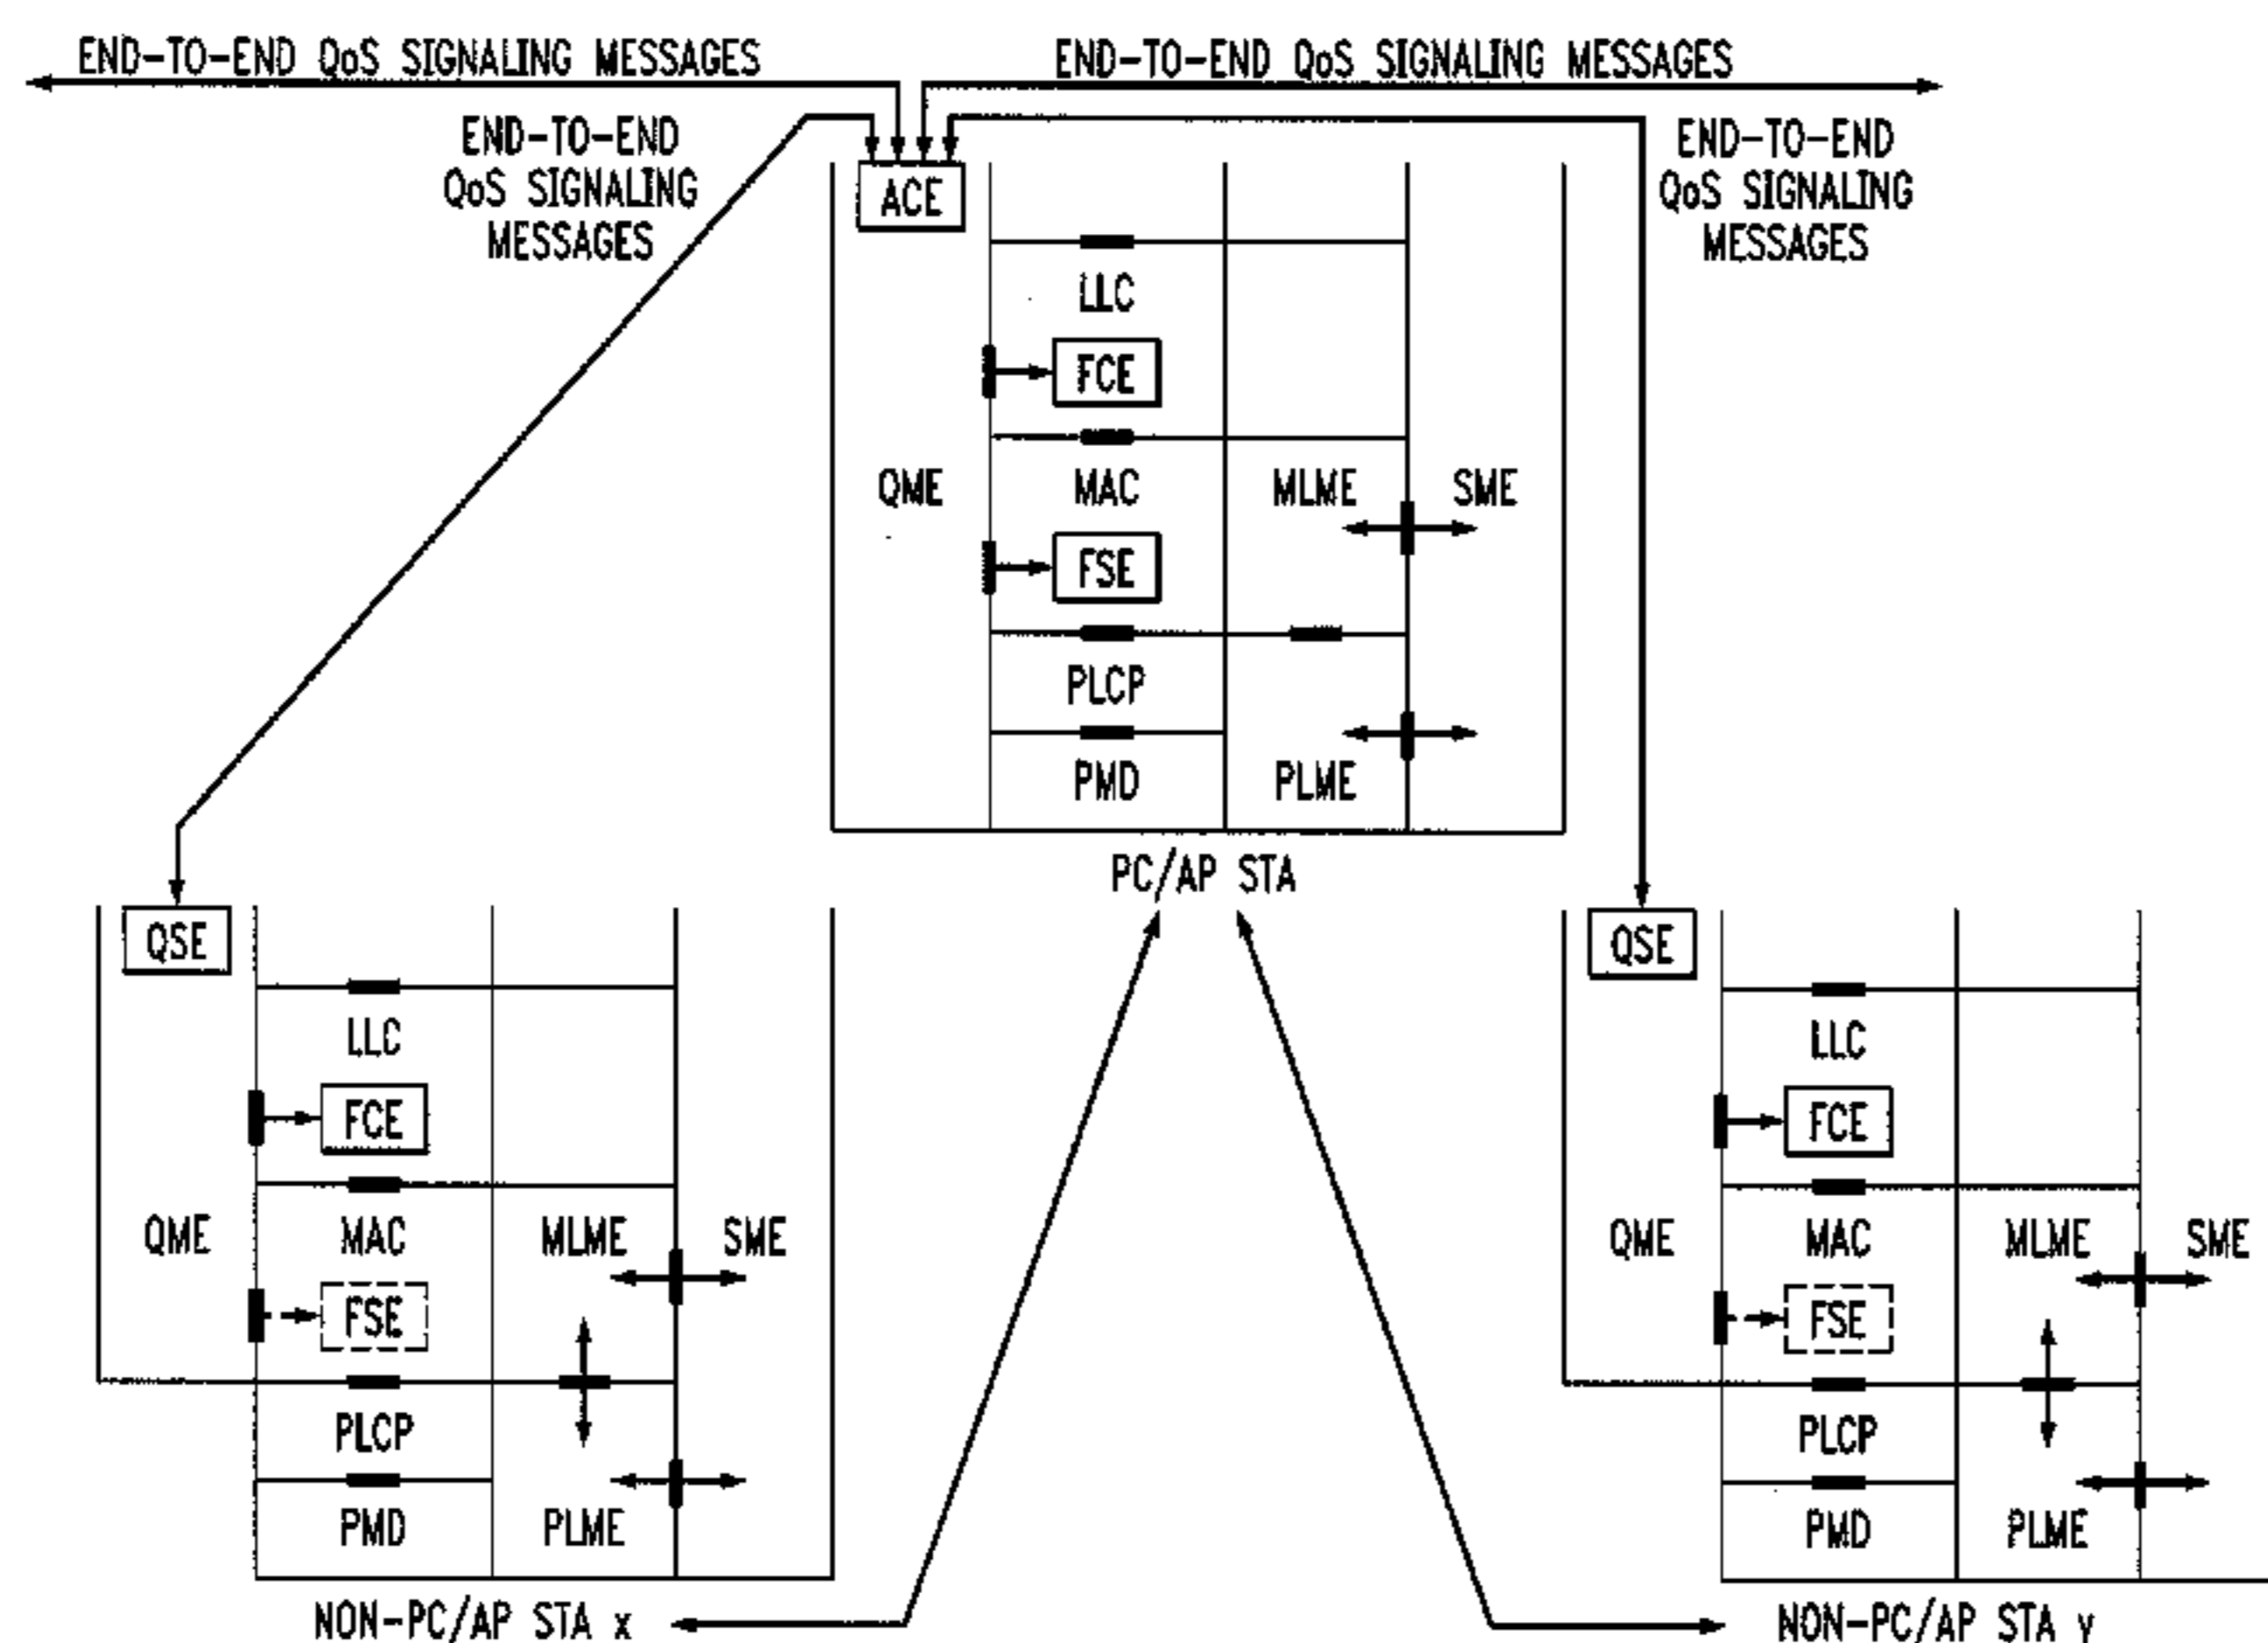 END-TO-END QoS SIGNALING MESSAGES
END-TO-END QoS SIGNALING MESSAGES
END-TO-END
QoS SIGNALING
MESSAGES
END-TO-END
QoS SIGNALING
MESSAGES
ACE
LLC
FCE
QME
MAC
MLME
SME
FSE
PLCP
PMD
PLME
PC/AP STA
QSE
LLC
FCE
QME
MAC
MLME
SME
FSE
PLCP
PMD
PLME
NON-PC/AP STA x
QSE
LLC
FCE
QME
MAC
MLME
SME
FSE
PLCP
PMD
PLME
NON-PC/AP STA y